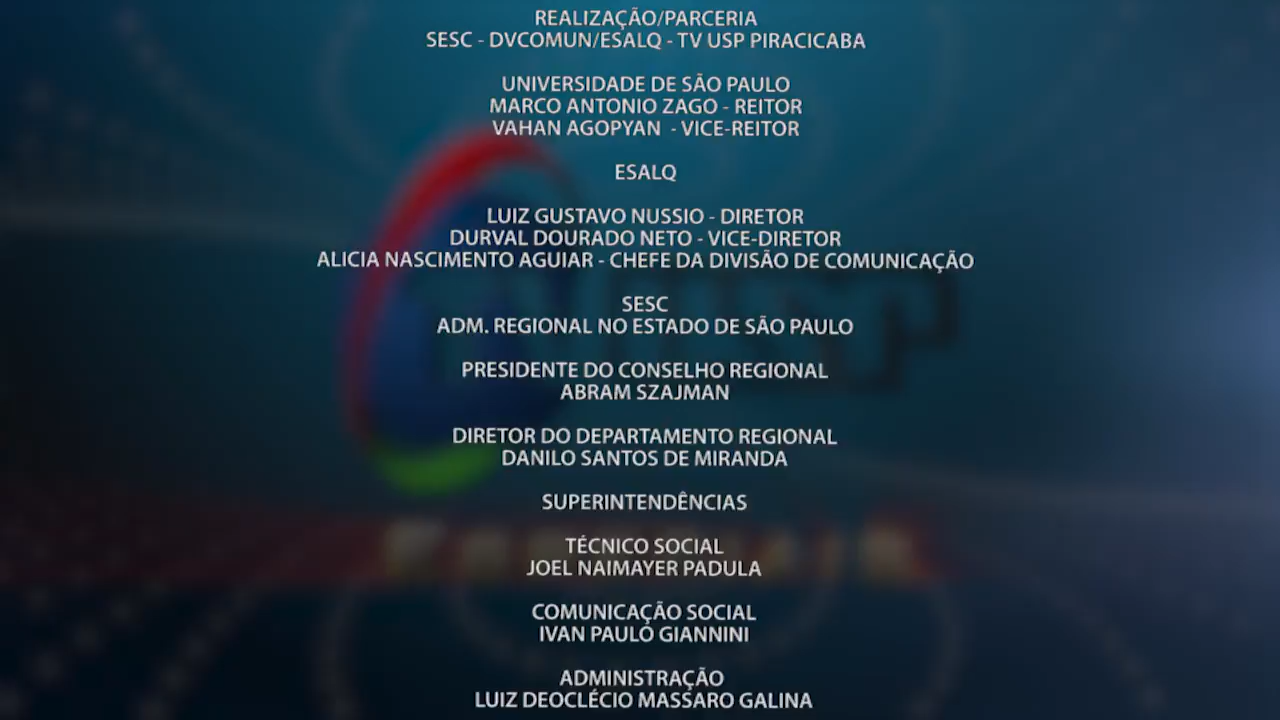 REALIZAÇÃO/PARCERIA
SESC - DVCOMUN/ESALQ - TV USP PIRACICABA
UNIVERSIDADE DE SÃO PAULO
MARCO ANTONIO ZAGO - REITOR
VAHAN AGOPYAN - VICE-REITOR
ESALQ
LUIZ GUSTAVO NUSSIO - DIRETOR
DURVAL DOURADO NETO - VICE-DIRETOR
ALICIA NASCIMENTO AGUIAR - CHEFE DA DIVISÃO DE COMUNICAÇÃO
SESC
ADM. REGIONAL NO ESTADO DE SÃO PAULO
PRESIDENTE DO CONSELHO REGIONAL
ABRAM SZAJMAN
DIRETOR DO DEPARTAMENTO REGIONAL
DANILO SANTOS DE MIRANDA
SUPERINTENDÊNCIAS
TÉCNICO SOCIAL
JOEL NAIMAYER PADULA
COMUNICAÇÃO SOCIAL
IVAN PAULO GIANNINI
ADMINISTRAÇÃO
LUIZ DEOCLÉCIO MASSARO GALINA